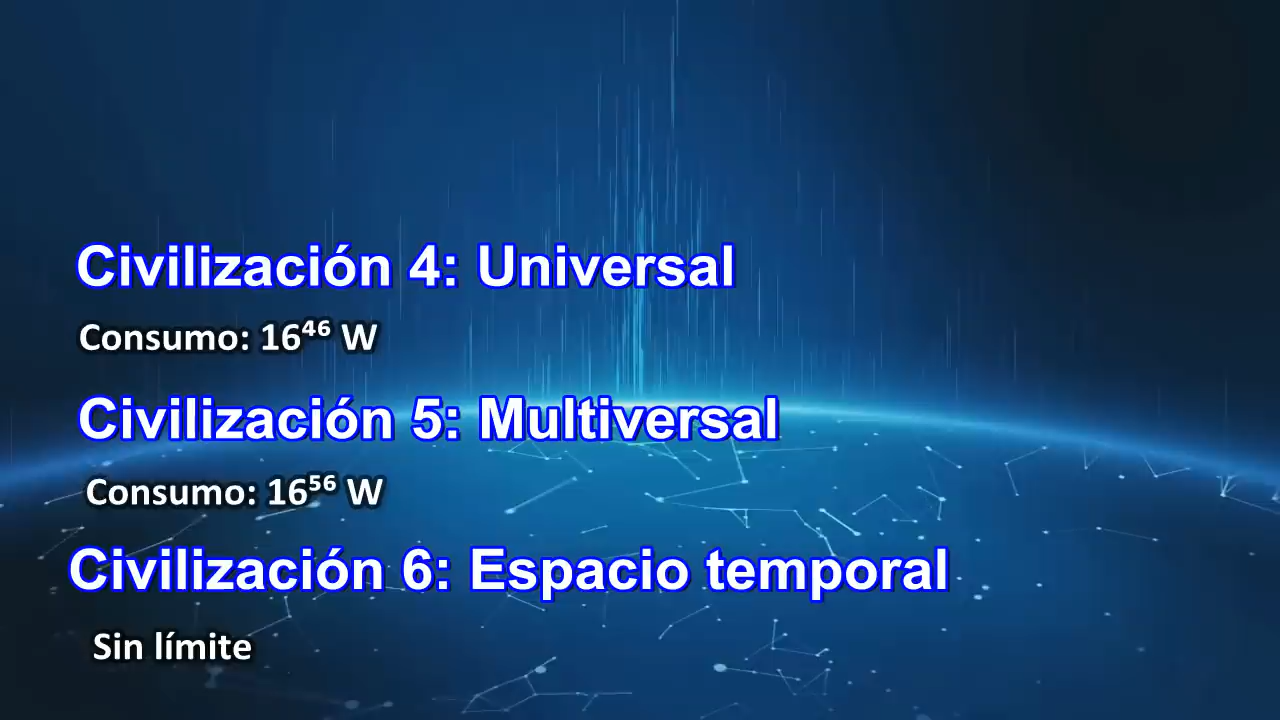 Civilización 4: Universal
Consumo: 16⁴⁶ W
Civilización 5: Multiversal
Consumo: 16⁵⁶ W
Civilización 6: Espacio temporal
Sin límite